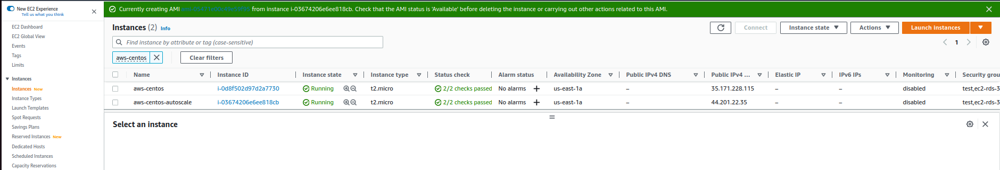 New EC2 Experience
Tell us what you think
EC2 Dashboard
EC2 Global View
Events
Tags
Limits
Instances
Instances New
Instance Types
Launch Templates
Spot Requests
Savings Plans
Reserved Instances New
Dedicated Hosts
Scheduled Instances
Capacity Reservations
Currently creating AMI from instance i-03674206e6ee818cb. Check that the AMI status is 'Available' before deleting the instance or carrying out other actions related to this AMI.
Instances (2) Info
Connect Instance state Actions Launch instances
Find instance by attribute or tag (case-sensitive)
1
aws-centos Clear filters
Name Instance ID Instance state Instance type Status check Alarm status Availability Zone Public IPv4 DNS Public IPv4 ... Elastic IP IPv6 IPs Monitoring Security grou
aws-centos i-0d8f502d97d2a7730 Running t2.micro 2/2 checks passed No alarms us-east-1a – 35.171.228.115 – – disabled test,ec2-rds-3
aws-centos-autoscale i-03674206e6ee818cb Running t2.micro 2/2 checks passed No alarms us-east-1a – 44.201.22.35 – – disabled test,ec2-rds-3
Select an instance